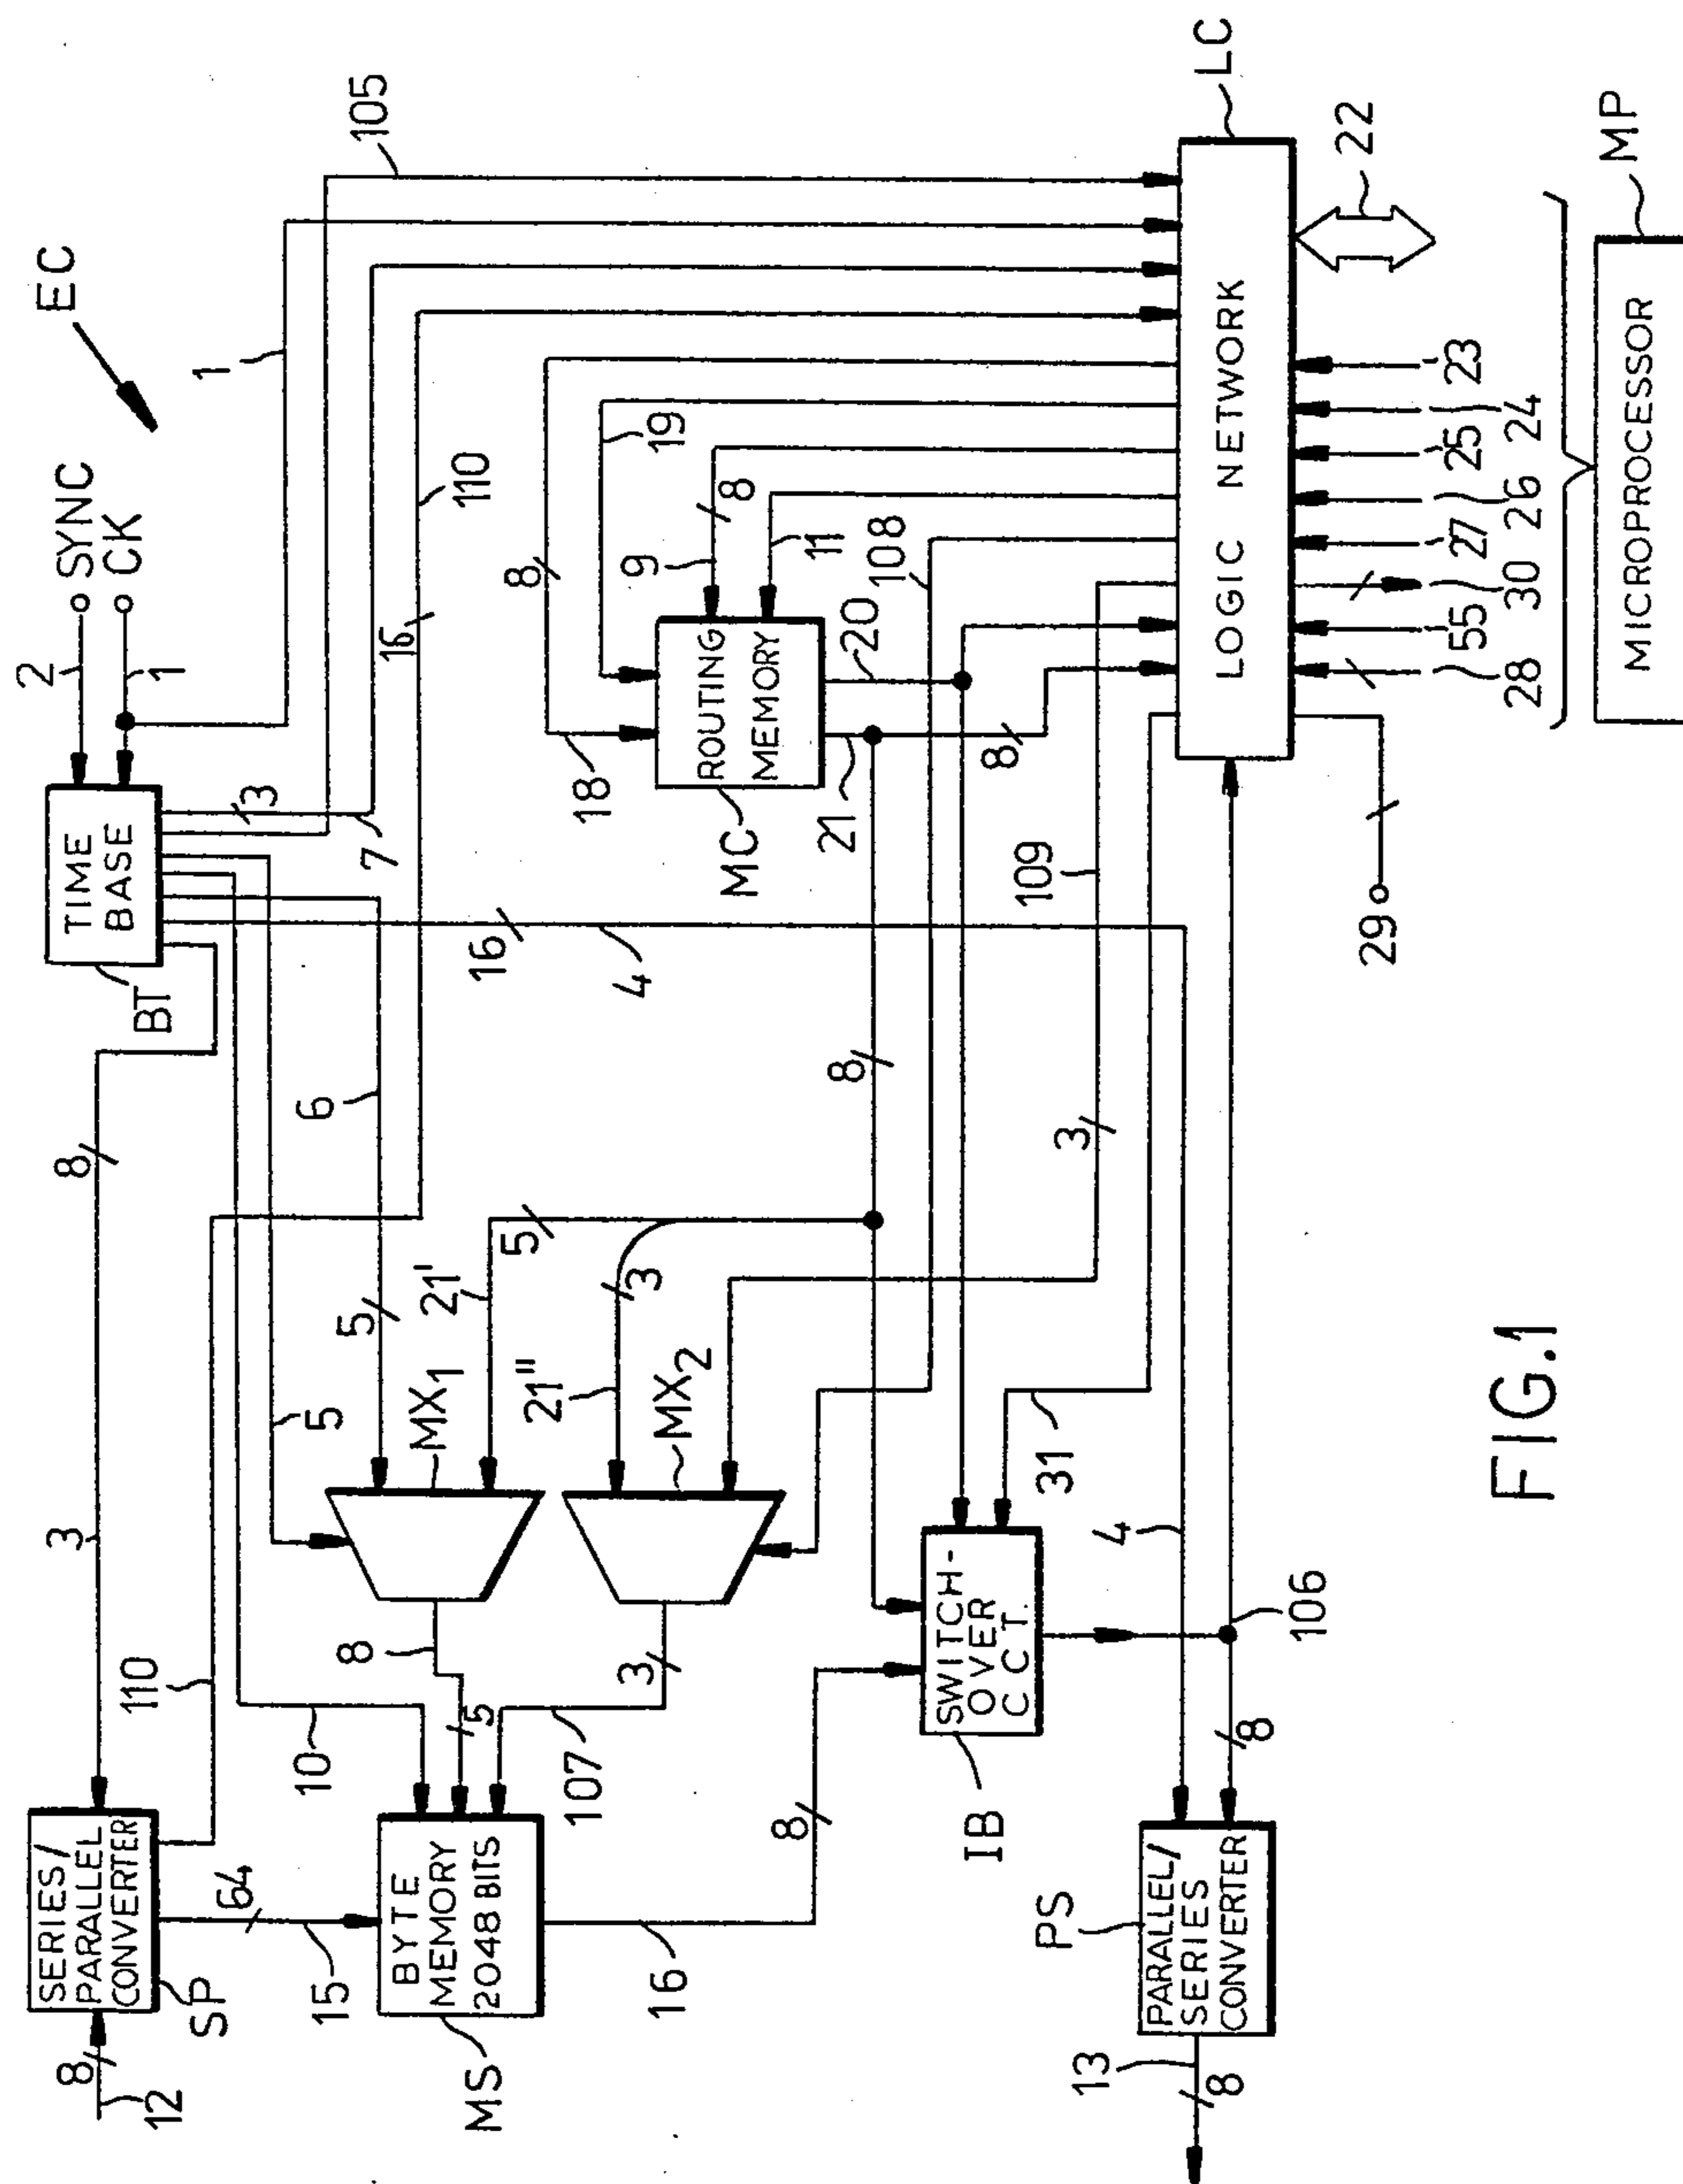 EC
SYNC
CK
2
1
1
105
TIME
BASE
BT
3
7
8
3
5
6
5
16
4
16
110
110
SERIES/
PARALLEL
CONVERTER
SP
8
12
64
15
BYTE
MEMORY
2048 BITS
MS
10
8
5
107
3
16
8
MX1
MX2
21'
5
21"
3
8
ROUTING
MEMORY
MC
8
18
19
9
8
11
108
20
21
8
109
3
31
SWITCH-
OVER
CCT
IB
106
8
4
PS
PARALLEL/
SERIES
CONVERTER
13
8
LOGIC NETWORK
LC
22
23
24
25
26
27
30
55
28
29
MP
MICROPROCESSOR
FIG.1